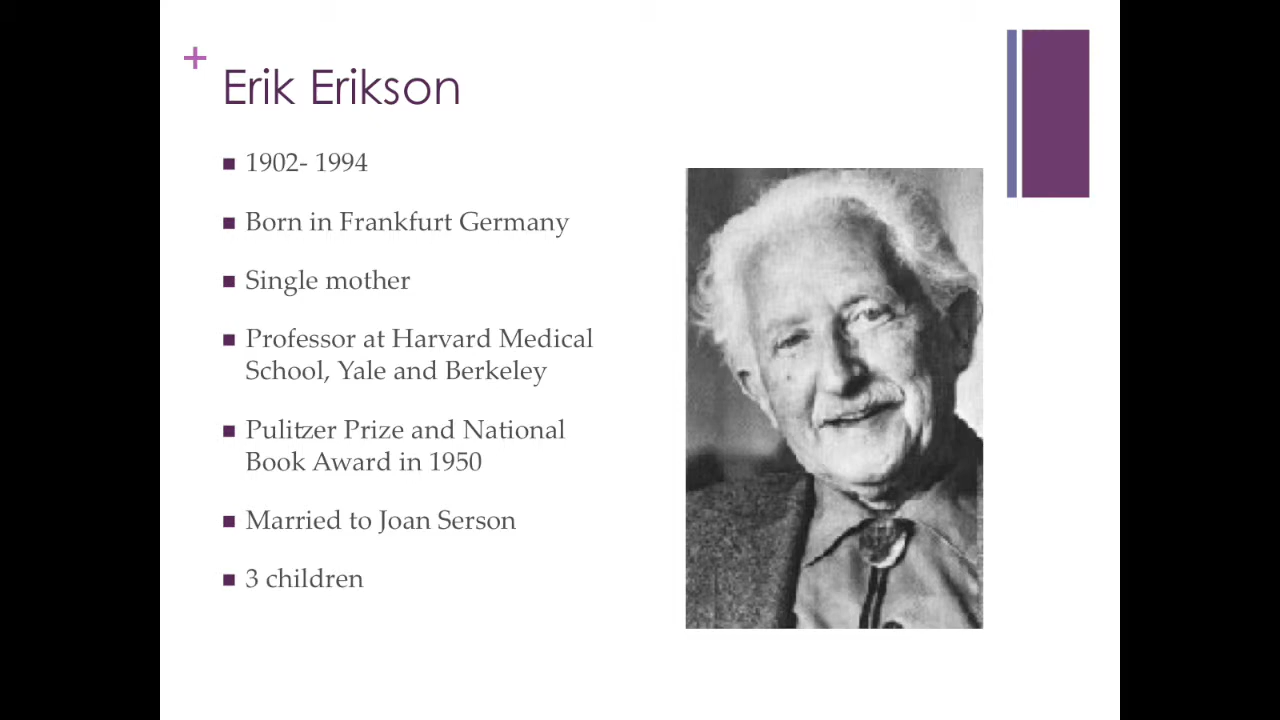 +
Erik Erikson
■ 1902- 1994
■ Born in Frankfurt Germany
■ Single mother
■ Professor at Harvard Medical
School, Yale and Berkeley
■ Pulitzer Prize and National
Book Award in 1950
■ Married to Joan Serson
■ 3 children